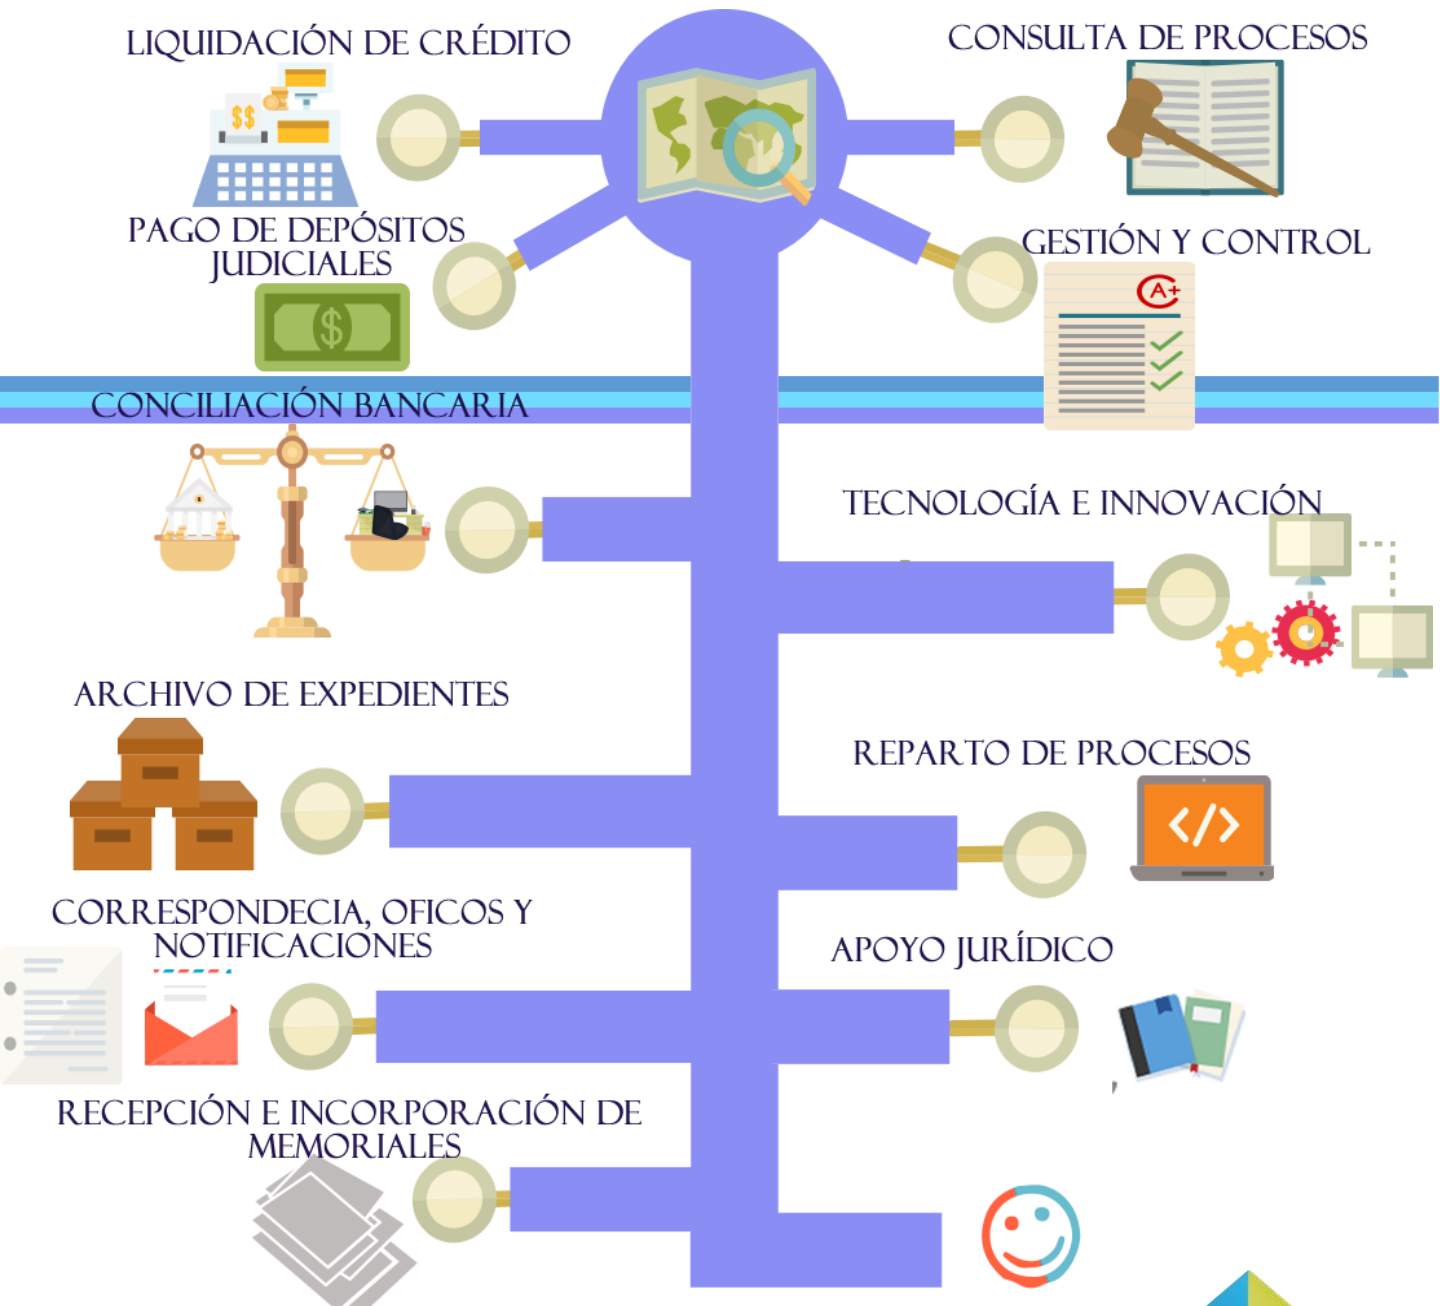 LIQUIDACIÓN DE CRÉDITO
CONSULTA DE PROCESOS
$$
PAGO DE DEPÓSITOS
JUDICIALES
$
GESTIÓN Y CONTROL
A+
CONCILIACIÓN BANCARIA
TECNOLOGÍA E INNOVACIÓN
ARCHIVO DE EXPEDIENTES
REPARTO DE PROCESOS
</>
CORRESPONDECIA, OFICOS Y
NOTIFICACIONES
APOYO JURÍDICO
RECEPCIÓN E INCORPORACIÓN DE
MEMORIALES